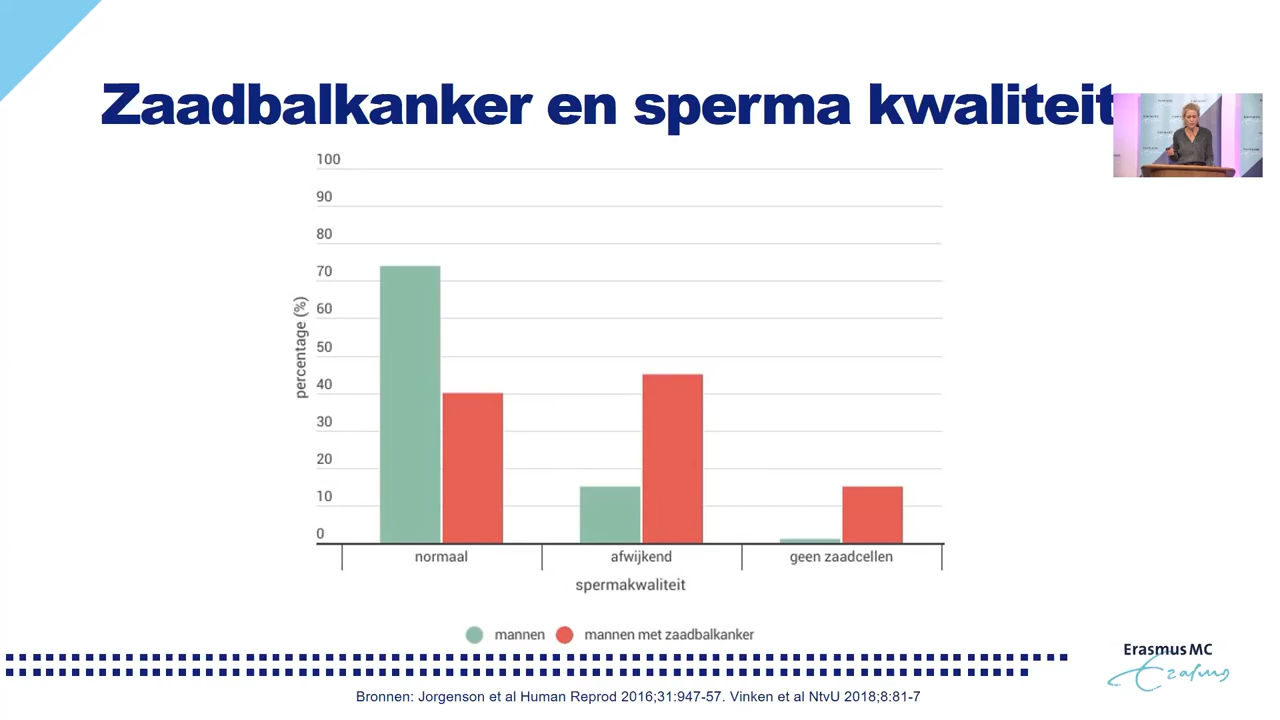 Zaadbalkanker en sperma kwaliteit
100
90
80
70
60
50
40
30
20
10
0
percentage (%)
normaal
afwijkend
geen zaadcellen
spermakwaliteit
mannen
mannen met zaadbalkanker
Erasmus MC
Erasmus
Bronnen: Jorgenson et al Human Reprod 2016;31:947-57. Vinken et al NtvU 2018;8:81-7